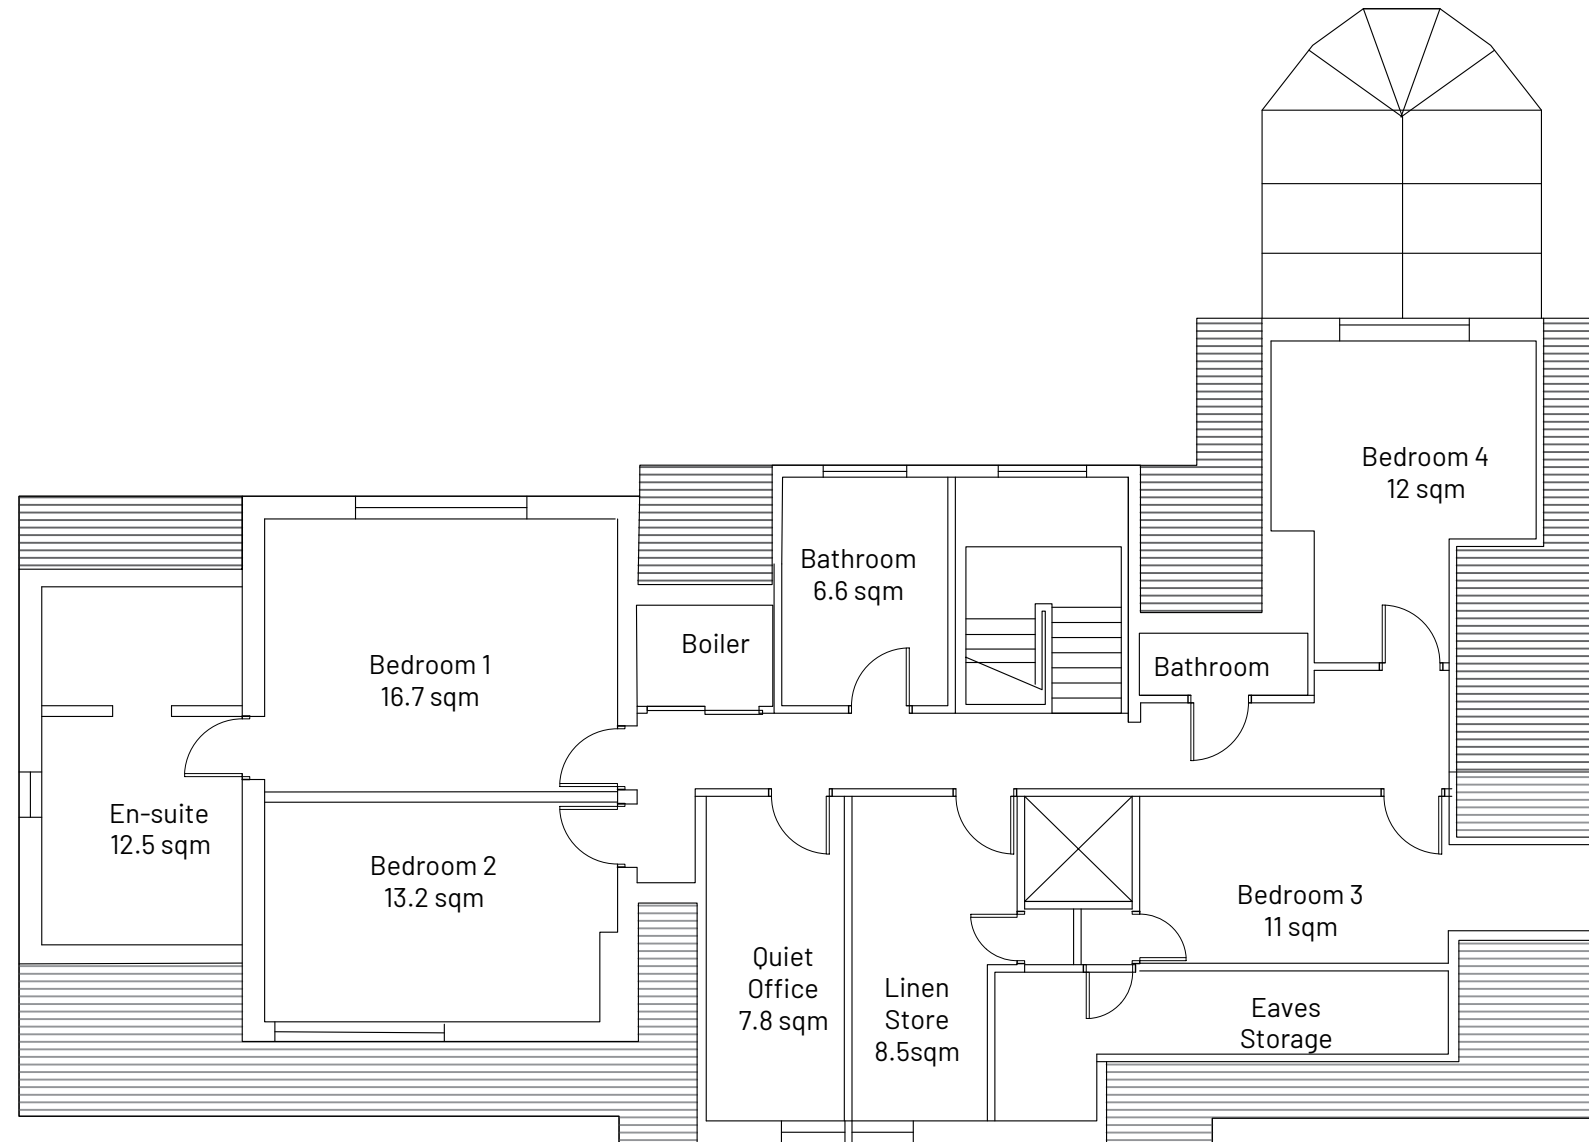 Bedroom 4
12 sqm
Bathroom
6.6 sqm
Boiler
Bedroom 1
16.7 sqm
Bathroom
En-suite
12.5 sqm
Bedroom 2
13.2 sqm
Bedroom 3
11 sqm
Quiet
Office
7.8 sqm
Linen
Store
8.5sqm
Eaves
Storage